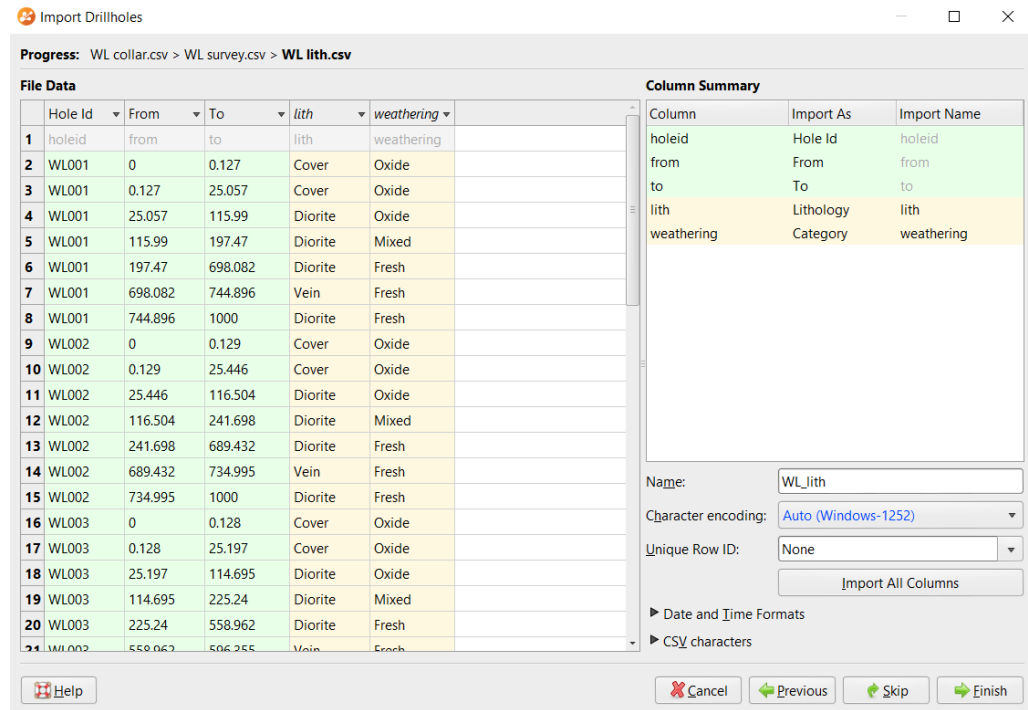 Import Drillholes
Progress: WL collar.csv > WL survey.csv > WL lith.csv
File Data
Hole Id From To lith weathering
1 holeid from to lith weathering
2 WL001 0 0.127 Cover Oxide
3 WL001 0.127 25.057 Cover Oxide
4 WL001 25.057 115.99 Diorite Oxide
5 WL001 115.99 197.47 Diorite Mixed
6 WL001 197.47 698.082 Diorite Fresh
7 WL001 698.082 744.896 Vein Fresh
8 WL001 744.896 1000 Diorite Fresh
9 WL002 0 0.129 Cover Oxide
10 WL002 0.129 25.446 Cover Oxide
11 WL002 25.446 116.504 Diorite Oxide
12 WL002 116.504 241.698 Diorite Mixed
13 WL002 241.698 689.432 Diorite Fresh
14 WL002 689.432 734.995 Vein Fresh
15 WL002 734.995 1000 Diorite Fresh
16 WL003 0 0.128 Cover Oxide
17 WL003 0.128 25.197 Cover Oxide
18 WL003 25.197 114.695 Diorite Oxide
19 WL003 114.695 225.24 Diorite Mixed
20 WL003 225.24 558.962 Diorite Fresh
21 WL003 558.962 596.355 Vein Fresh
Column Summary
Column Import As Import Name
holeid Hole Id holeid
from From from
to To to
lith Lithology lith
weathering Category weathering
Name: WL_lith
Character encoding: Auto (Windows-1252)
Unique Row ID: None
Import All Columns
Date and Time Formats
CSV characters
Help Cancel Previous Skip Finish